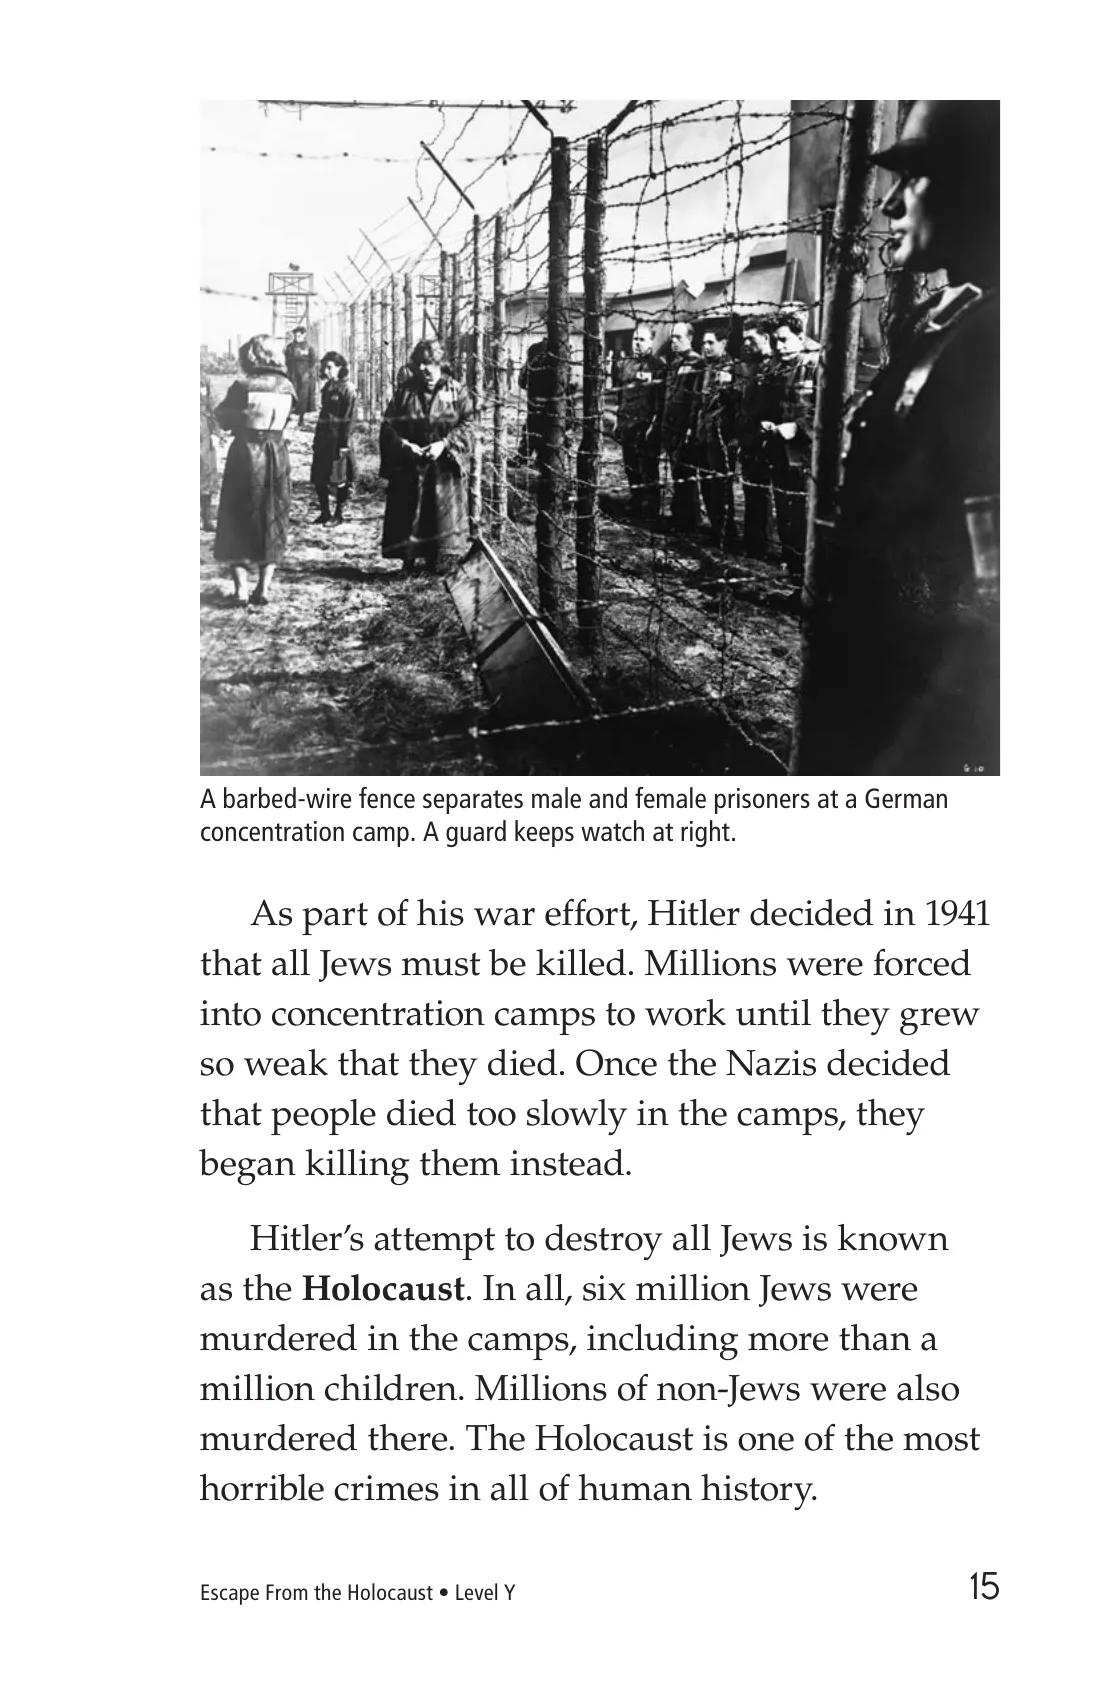 G 10
A barbed-wire fence separates male and female prisoners at a German
concentration camp. A guard keeps watch at right.
As part of his war effort, Hitler decided in 1941
that all Jews must be killed. Millions were forced
into concentration camps to work until they grew
so weak that they died. Once the Nazis decided
that people died too slowly in the camps, they
began killing them instead.
Hitler’s attempt to destroy all Jews is known
as the Holocaust. In all, six million Jews were
murdered in the camps, including more than a
million children. Millions of non-Jews were also
murdered there. The Holocaust is one of the most
horrible crimes in all of human history.
Escape From the Holocaust • Level Y
15